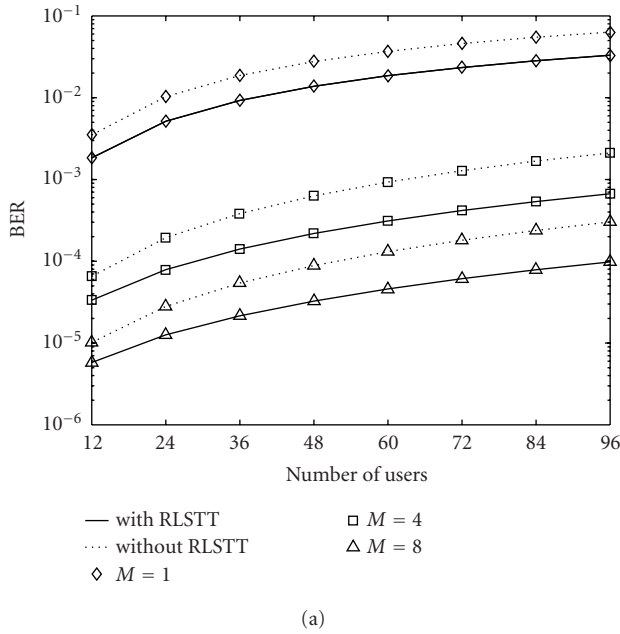 10⁻¹
10⁻²
10⁻³
10⁻⁴
10⁻⁵
10⁻⁶
BER
12 24 36 48 60 72 84 96
Number of users
with RLSTT
without RLSTT
M = 1
M = 4
M = 8
(a)